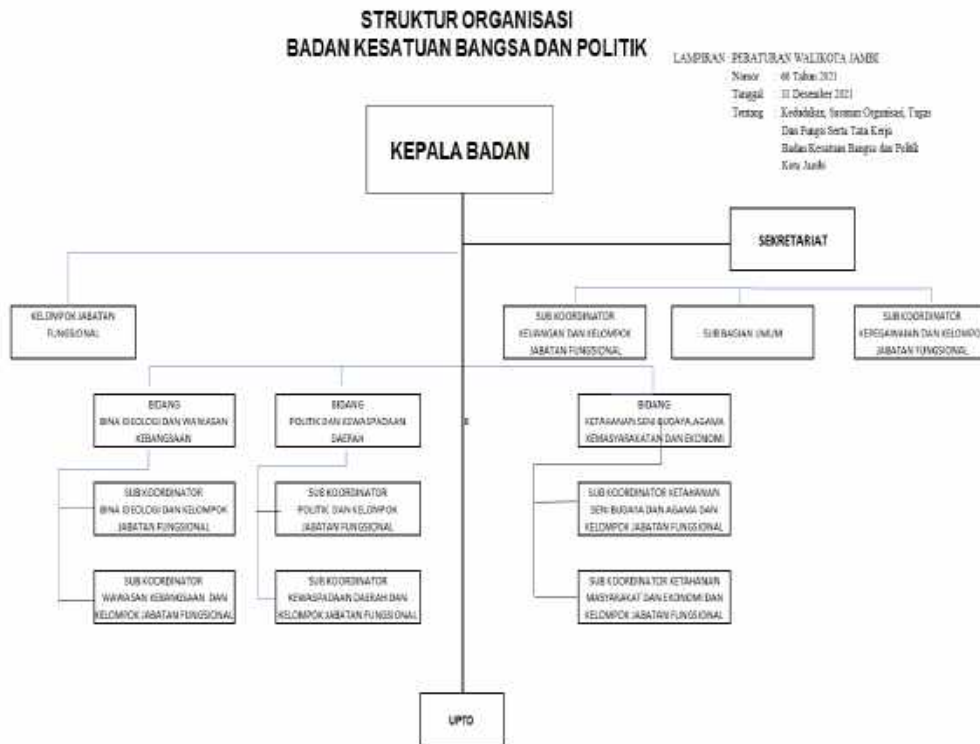 STRUKTUR ORGANISASI
BADAN KESATUAN BANGSA DAN POLITIK
LAMPIRAN PERATURAN WALIKOTA JAMBI
Nomor Tahun 2021
Tanggal : 31 Desember 2021
Tentang : Kedudukan, Susunan Organisasi, Tugas
Dan Fungsi Serta Tata Kerja
Badan Kesatuan Bangsa dan Politik
Kota Jambi
KEPALA BADAN
SEKRETARIAT
KELOMPOK JABATAN
FUNGSIONAL
SUB KOORDINATOR
KEUANGAN DAN KELOMPOK
JABATAN FUNGSIONAL
SUB BAGIAN UMUM
SUB KOORDINATOR
KEPEGAWAIAN DAN KELOMPO
JABATAN FUNGSIONAL
BIDANG
BINA IDEOLOGI DAN WAWASAN
KEBANGSAAN
BIDANG
POLITIK DAN KEWASPADAAN
DAERAH
BIDANG
KETAHANAN SENI BUDAYA, AGAMA
KEMASYARAKATAN DAN EKONOMI
SUB KOORDINATOR
BINA IDEOLOGI DAN KELOMPOK
JABATAN FUNGSIONAL
SUB KOORDINATOR
POLITIK DAN KELOMPOK
JABATAN FUNGSIONAL
SUB KOORDINATOR KETAHANAN
SENI BUDAYA DAN AGAMA DAN
KELOMPOK JABATAN FUNGSIONAL
SUB KOORDINATOR
WAWASAN KEBANGSAAN DAN
KELOMPOK JABATAN FUNGSIONAL
SUB KOORDINATOR
KEWASPADAAN DAERAH DAN
KELOMPOK JABATAN FUNGSIONAL
SUB KOORDINATOR KETAHANAN
MASYARAKAT DAN EKONOMI DAN
KELOMPOK JABATAN FUNGSIONAL
UPTD